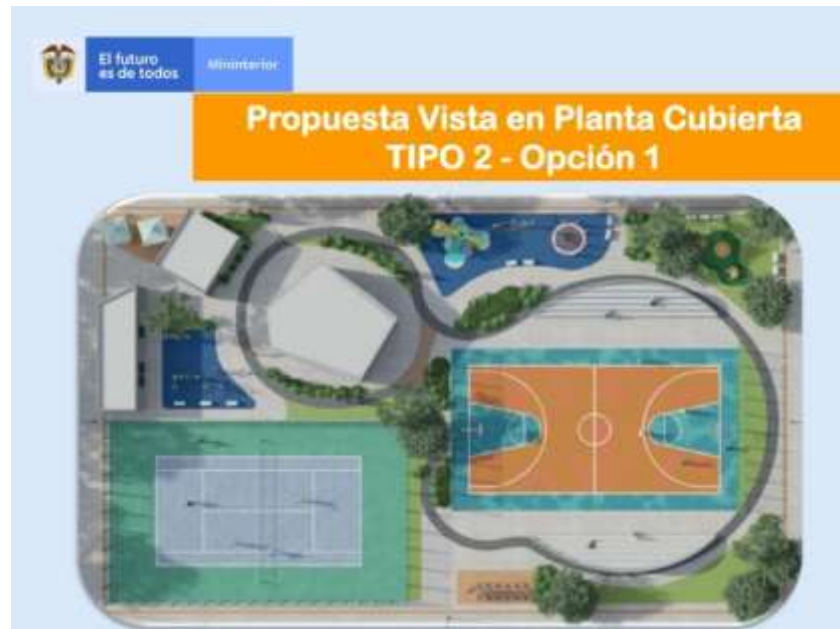 El futuro
es de todos
Mininterior
Propuesta Vista en Planta Cubierta
TIPO 2 - Opción 1